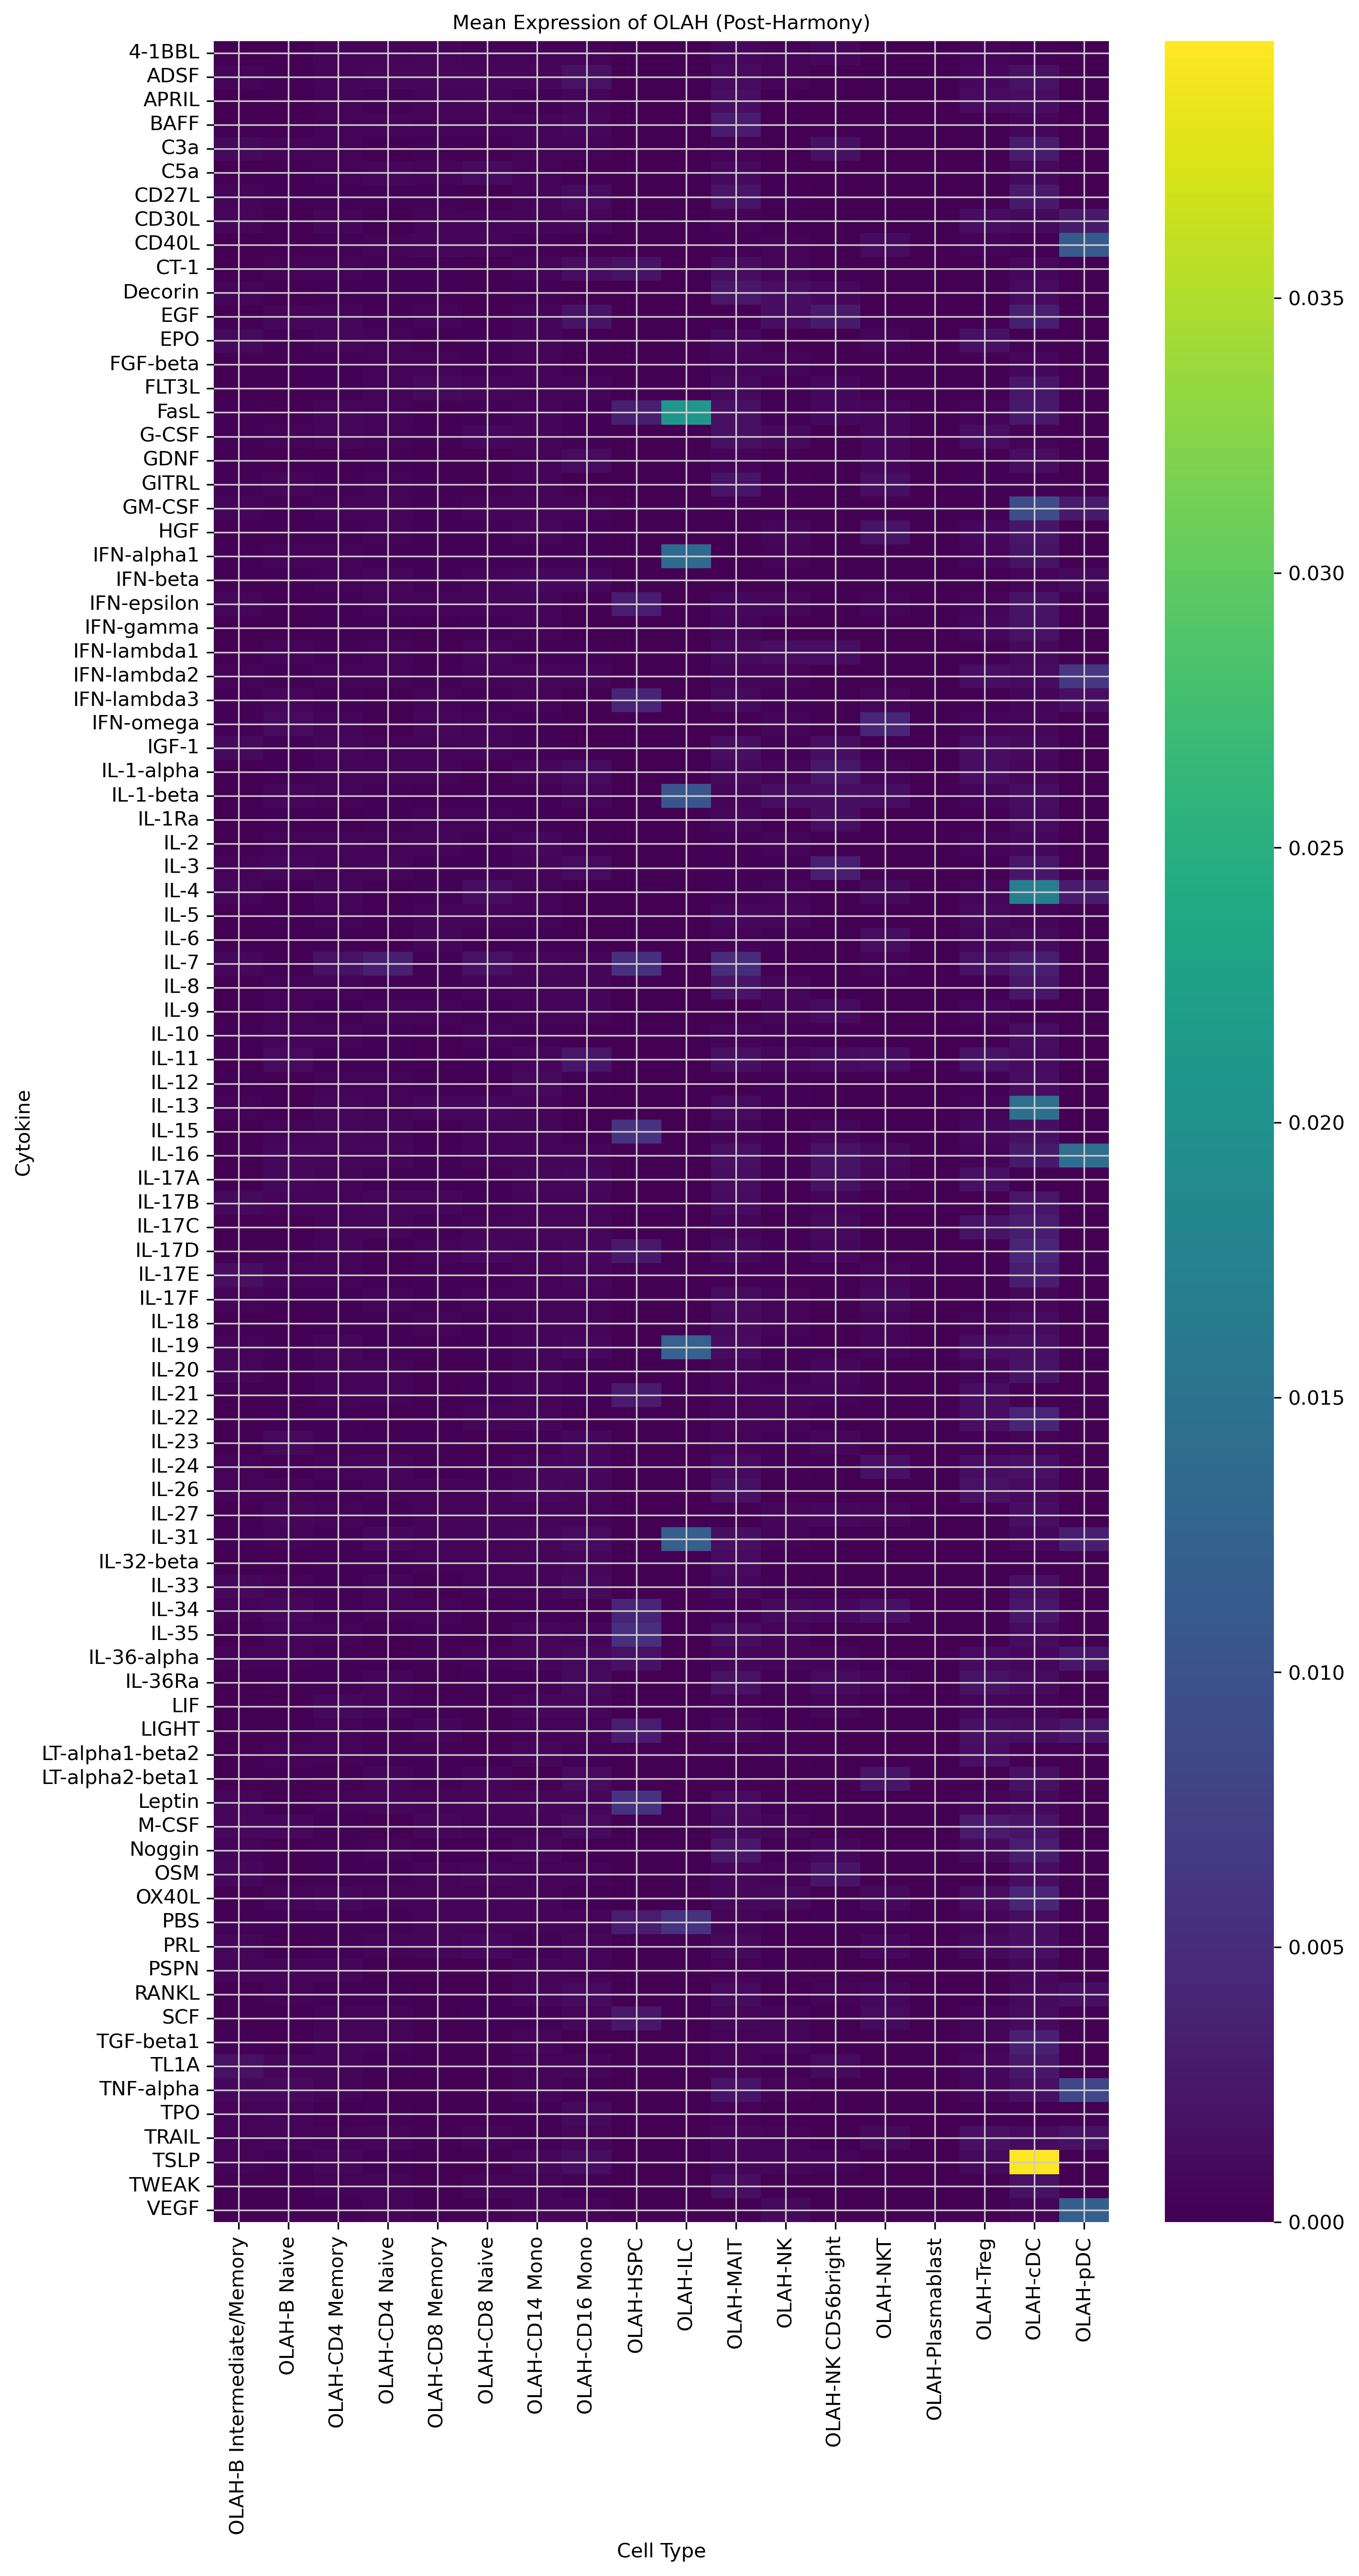 Mean Expression of OLAH (Post-Harmony)
4-1BBL
ADSF
APRIL
BAFF
C3a
C5a
CD27L
CD30L
CD40L
CT-1
Decorin
EGF
EPO
FGF-beta
FLT3L
FasL
G-CSF
GDNF
GITRL
GM-CSF
HGF
IFN-alpha1
IFN-beta
IFN-epsilon
IFN-gamma
IFN-lambda1
IFN-lambda2
IFN-lambda3
IFN-omega
IGF-1
IL-1-alpha
IL-1-beta
IL-1Ra
IL-2
IL-3
IL-4
IL-5
IL-6
IL-7
IL-8
IL-9
IL-10
IL-11
IL-12
IL-13
IL-15
IL-16
IL-17A
IL-17B
IL-17C
IL-17D
IL-17E
IL-17F
IL-18
IL-19
IL-20
IL-21
IL-22
IL-23
IL-24
IL-26
IL-27
IL-31
IL-32-beta
IL-33
IL-34
IL-35
IL-36-alpha
IL-36Ra
LIF
LIGHT
LT-alpha1-beta2
LT-alpha2-beta1
Leptin
M-CSF
Noggin
OSM
OX40L
PBS
PRL
PSPN
RANKL
SCF
TGF-beta1
TL1A
TNF-alpha
TPO
TRAIL
TSLP
TWEAK
VEGF
Cytokine
OLAH-B Intermediate/Memory
OLAH-B Naive
OLAH-CD4 Memory
OLAH-CD4 Naive
OLAH-CD8 Memory
OLAH-CD8 Naive
OLAH-CD14 Mono
OLAH-CD16 Mono
OLAH-HSPC
OLAH-ILC
OLAH-MAIT
OLAH-NK
OLAH-NK CD56bright
OLAH-NKT
OLAH-Plasmablast
OLAH-Treg
OLAH-cDC
OLAH-pDC
Cell Type
0.035
0.030
0.025
0.020
0.015
0.010
0.005
0.000